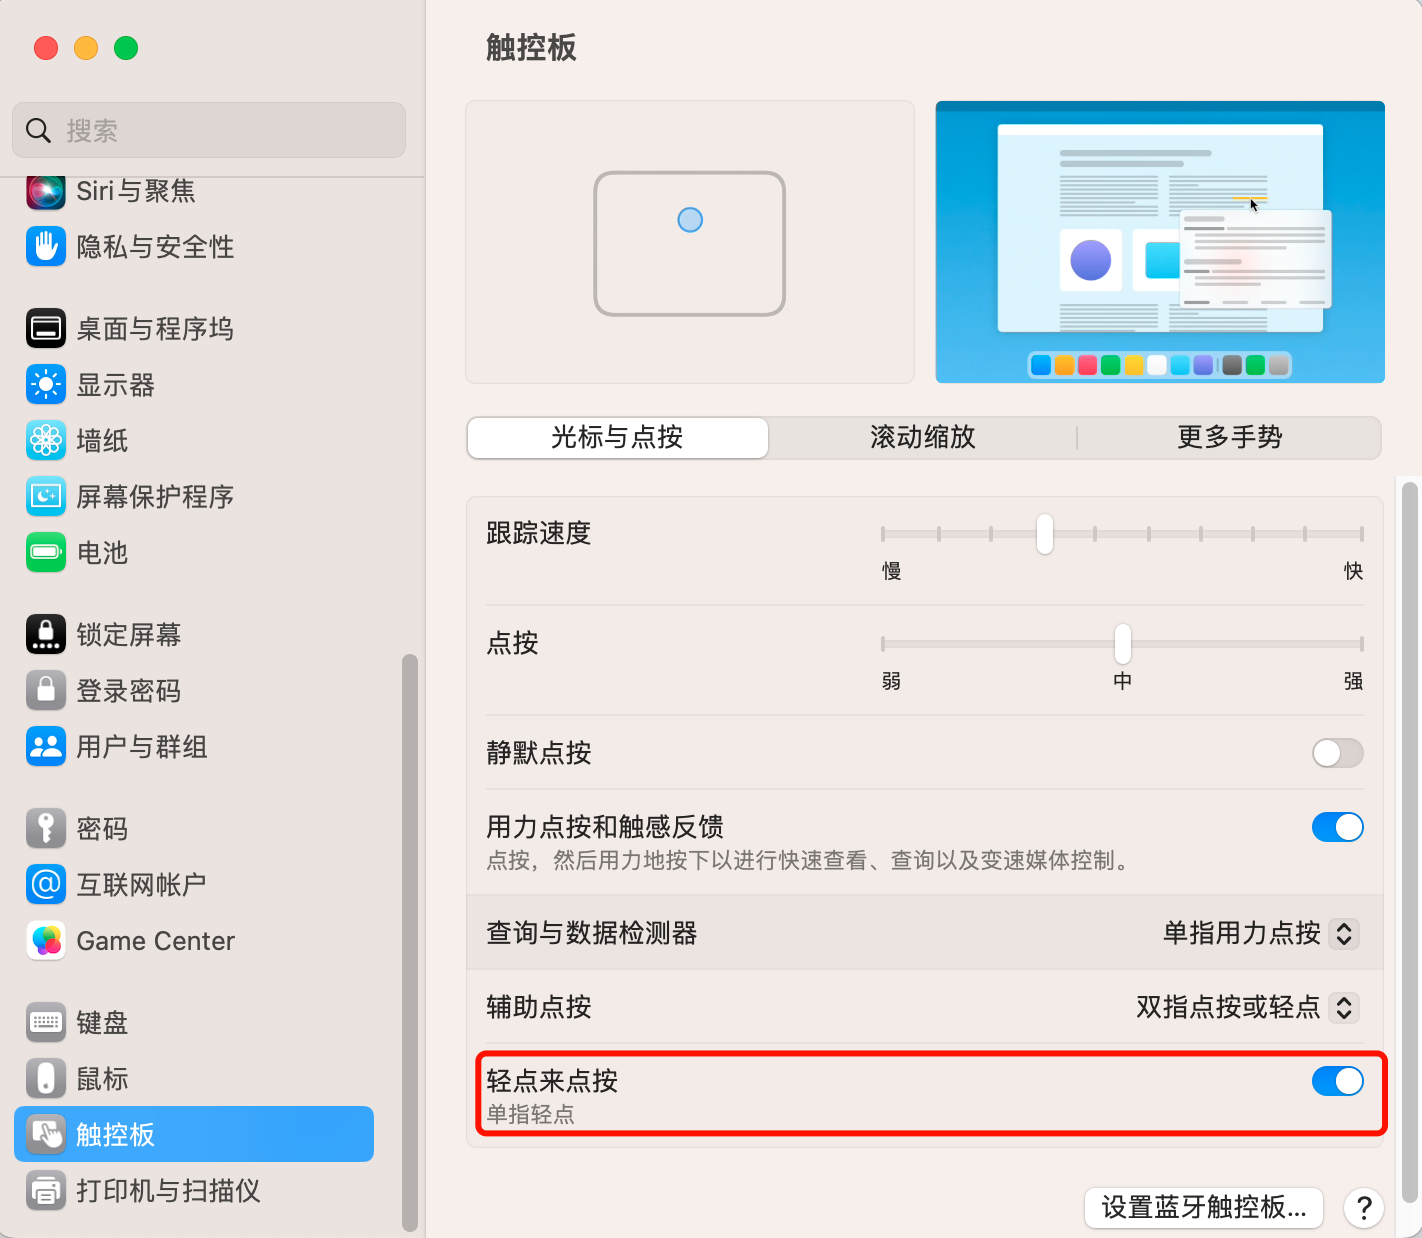 触控板
搜索
Siri与聚焦
隐私与安全性
桌面与程序坞
显示器
墙纸
屏幕保护程序
电池
锁定屏幕
登录密码
用户与群组
密码
互联网帐户
Game Center
键盘
鼠标
触控板
打印机与扫描仪
光标与点按
滚动缩放
更多手势
跟踪速度
慢 快
点按
弱 中 强
静默点按
用力点按和触感反馈
点按，然后用力地按下以进行快速查看、查询以及变速媒体控制。
查询与数据检测器 单指用力点按
辅助点按 双指点按或轻点
轻点来点按
单指轻点
设置蓝牙触控板... ?